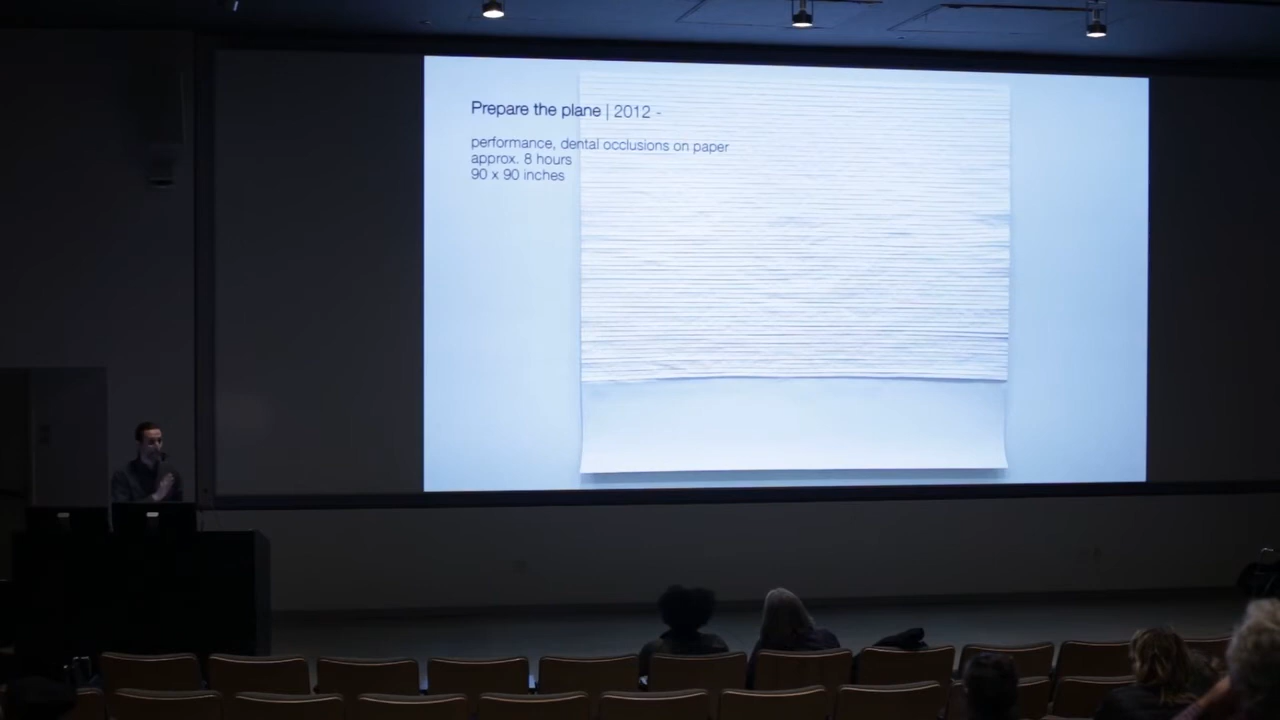 Prepare the plane | 2012 -
performance, dental occlusions on paper
approx. 8 hours
90 x 90 inches